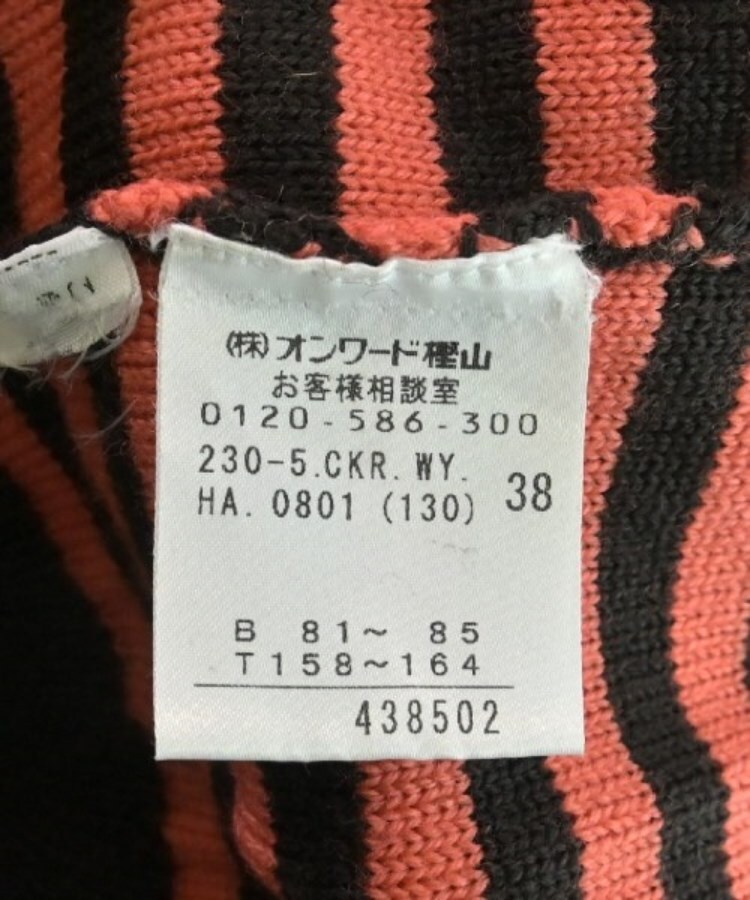 (株)オンワード樫山
お客様相談室
0120-586-300
230-5.CKR.WY.
HA.0801 (130) 38
B 81～ 85
T158～164
438502